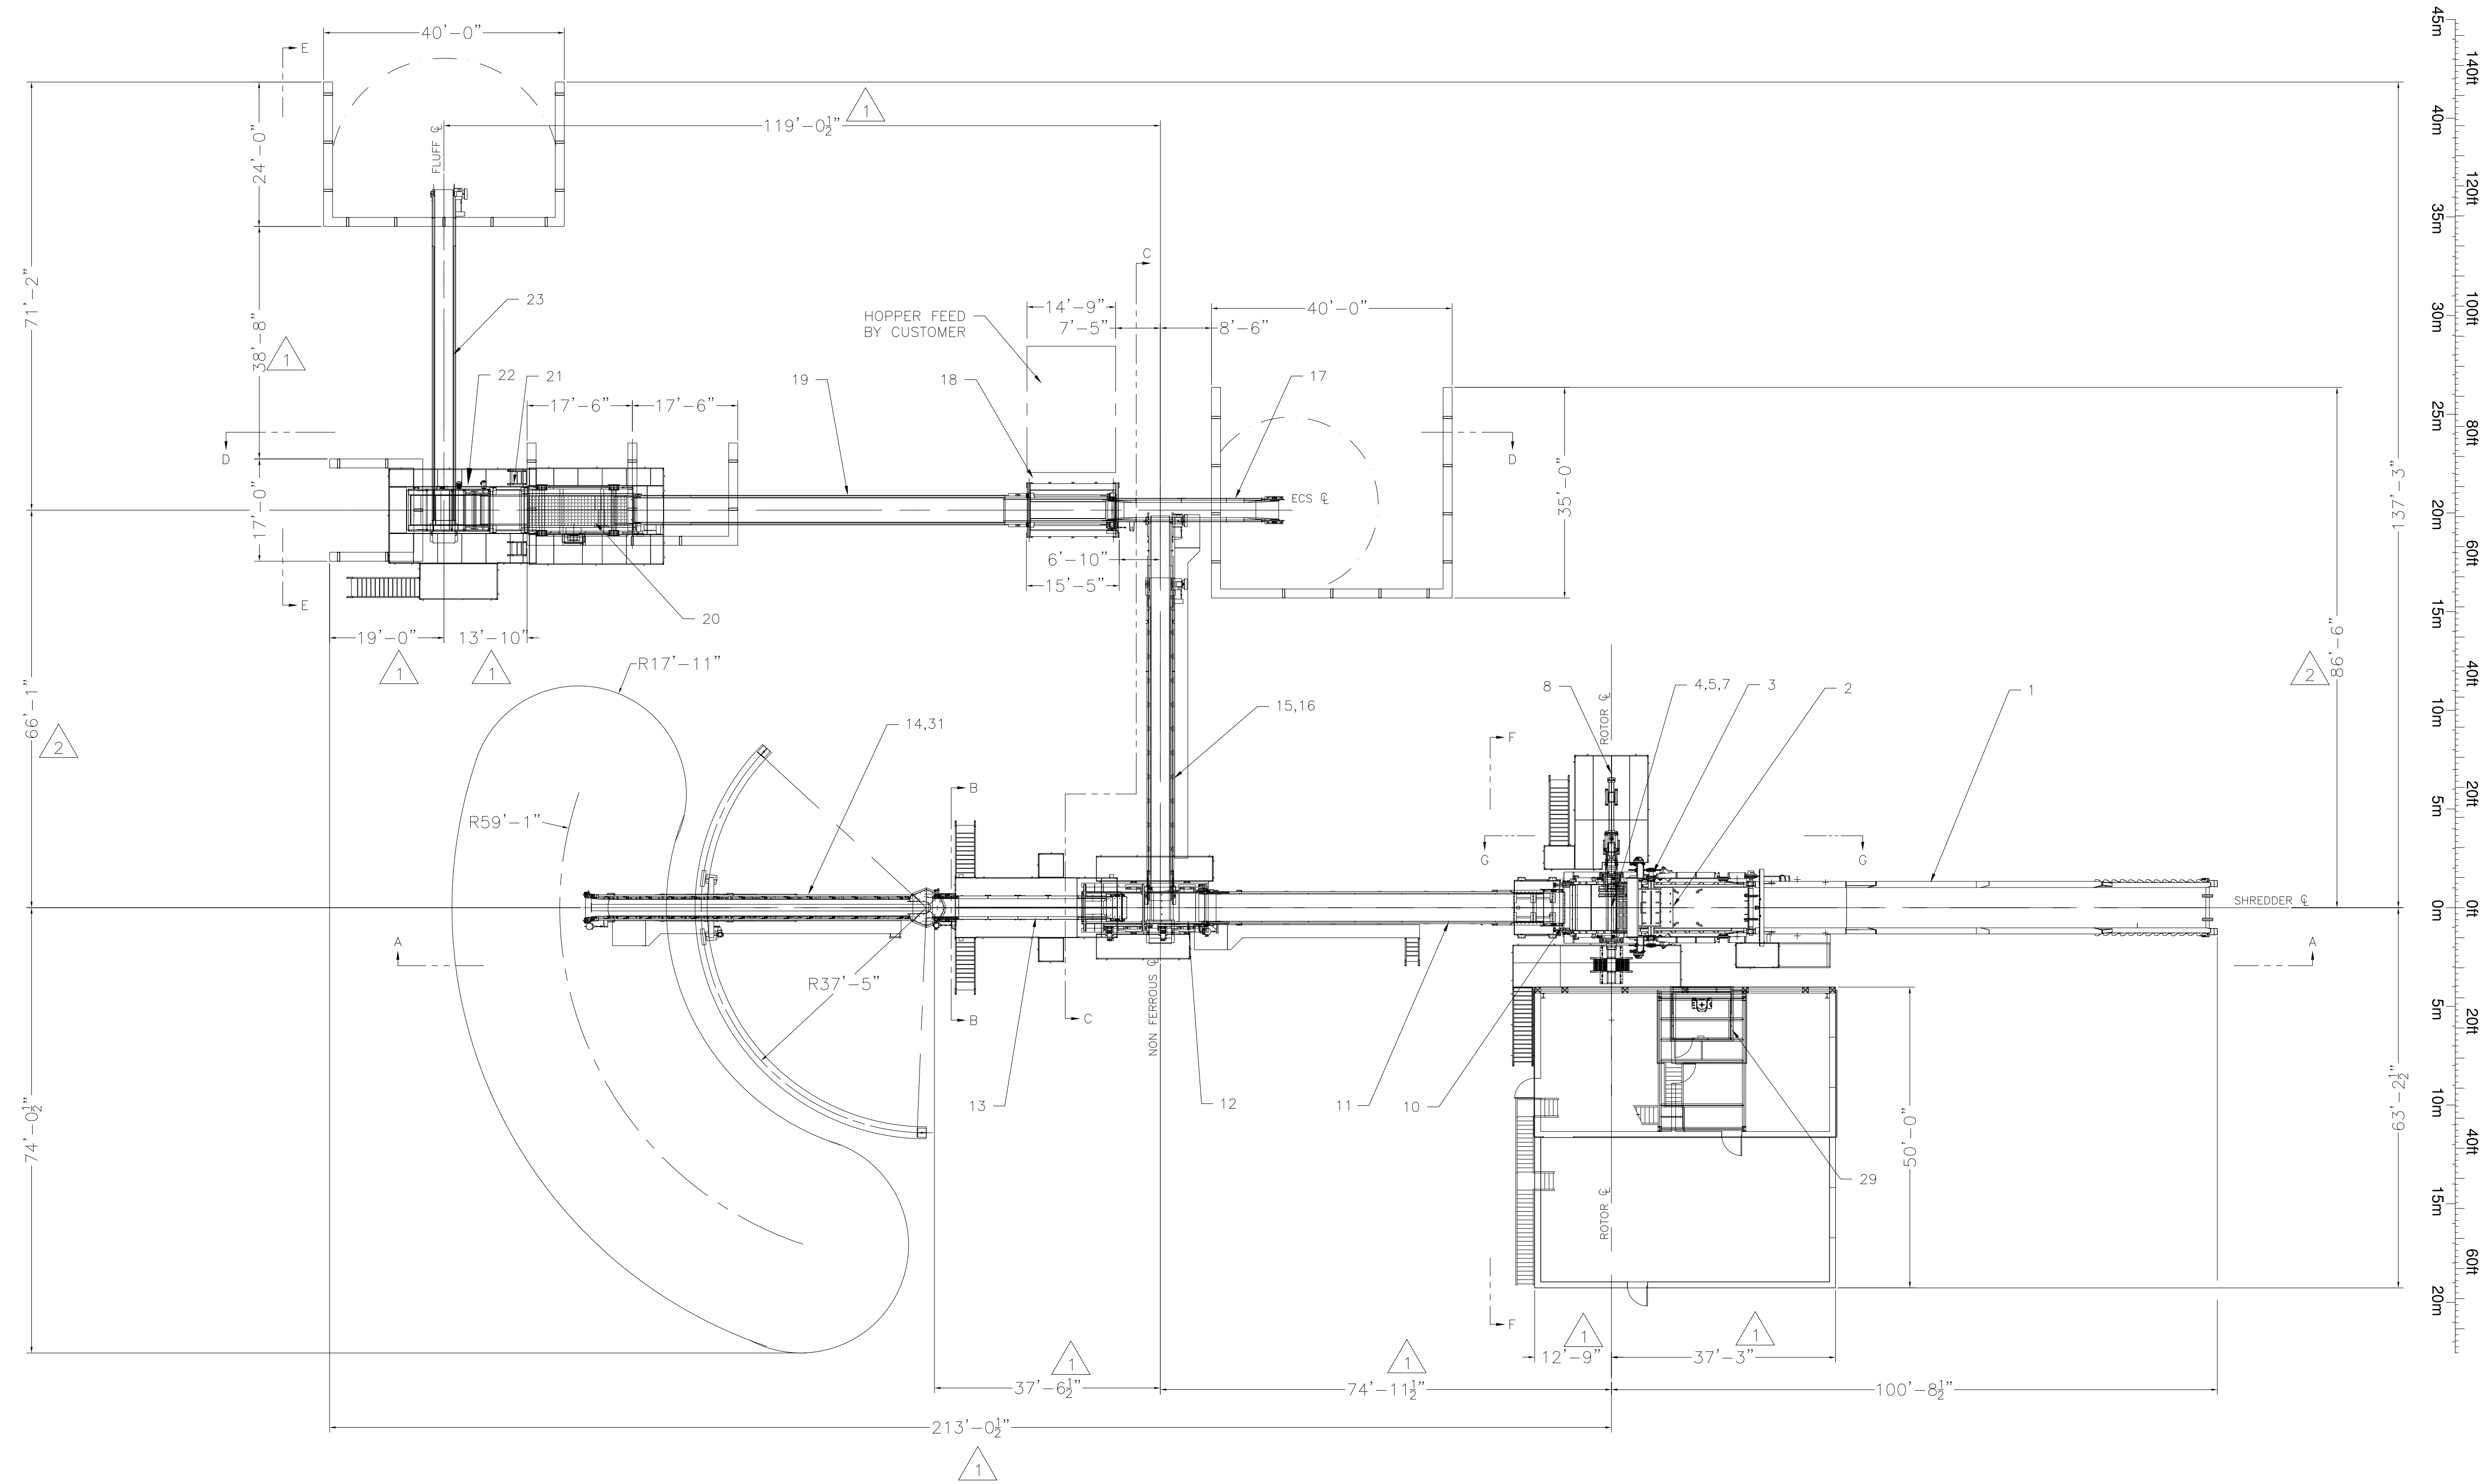 40'-0"
E
1
119'-0½"
FLUFF ℄
24'-0"
71'-2"
23
C
38'-8"
1
HOPPER FEED
BY CUSTOMER
14'-9"
7'-5"
8'-6"
40'-0"
22
21
19
18
17
17'-6"
17'-6"
D
D
17'-0"
ECS ℄
35'-0"
137'-3"
6'-10"
15'-5"
E
20
19'-0"
13'-10"
1
1
86'-6"
2
R17'-11"
66'-1"
2
14,31
15,16
8
4,5,7
3
2
1
ROTOR ℄
F
R59'-1"
B
G
G
SHREDDER ℄
A
A
R37'-5"
B
C
NON FERROUS ℄
13
12
11
10
29
50'-0"
63'-2½"
74'-0½"
ROTOR ℄
F
1
1
1
1
12'-9"
37'-3"
37'-6½"
74'-11½"
100'-8½"
213'-0½"
1
45m
40m
35m
30m
25m
20m
15m
10m
5m
0m
5m
10m
15m
20m
140ft
120ft
100ft
80ft
60ft
40ft
20ft
0ft
20ft
40ft
60ft